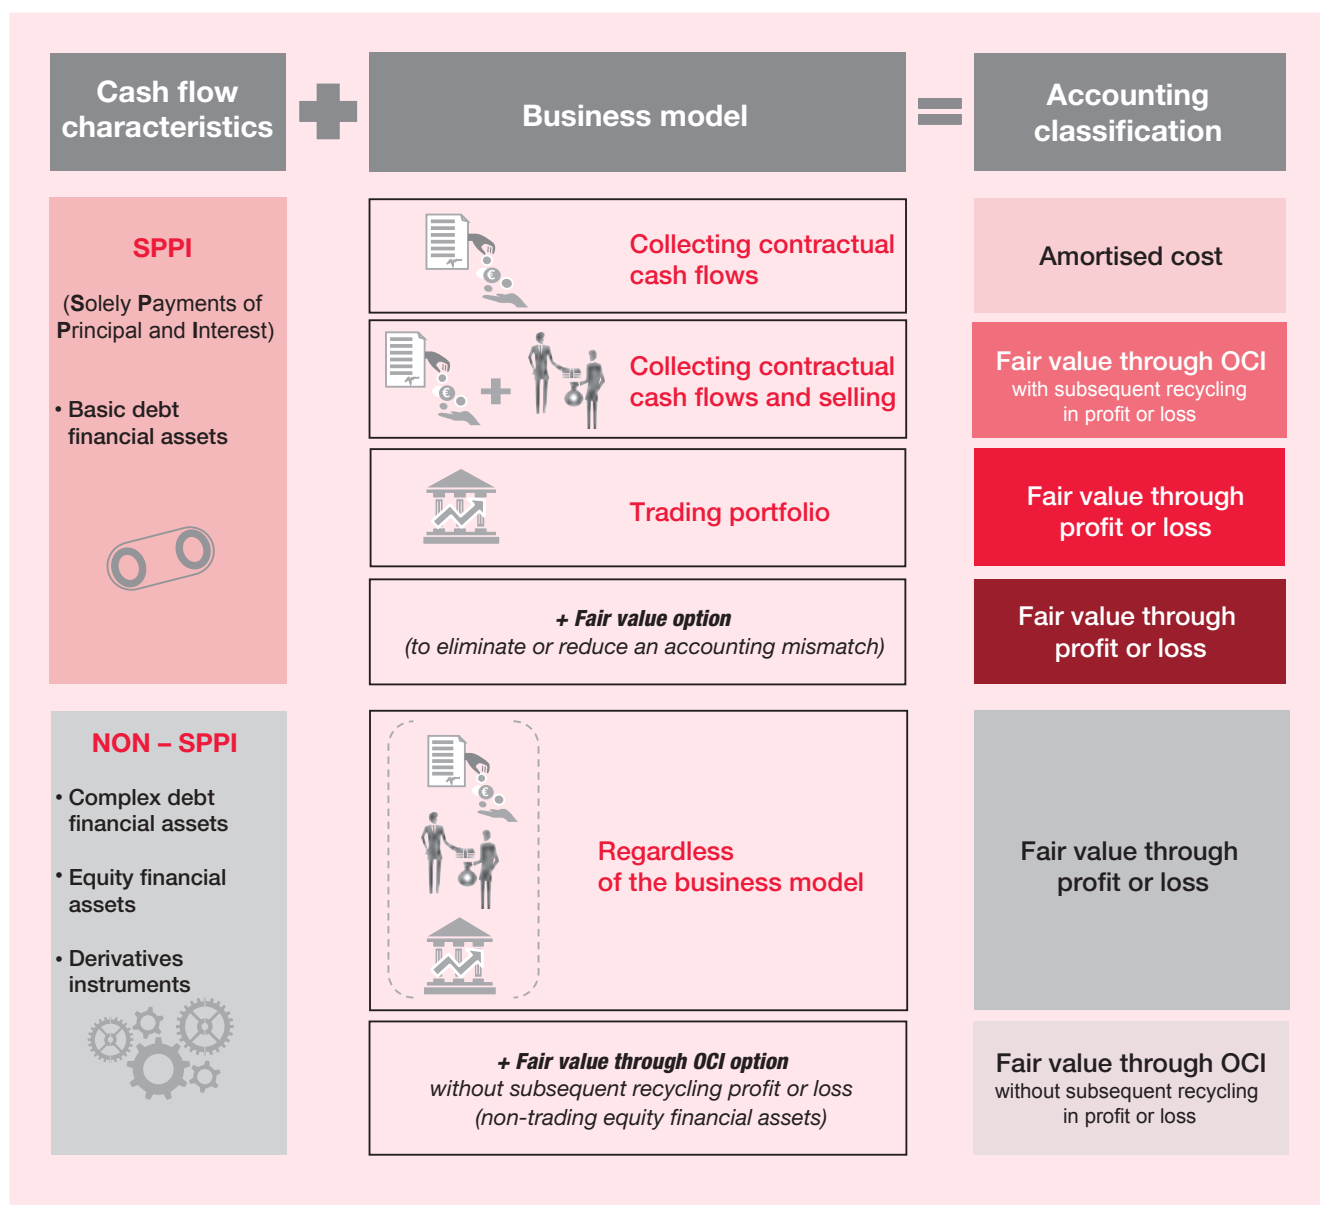 Cash flow
characteristics
Business model
Accounting
classification
SPPI
(Solely Payments of
Principal and Interest)
• Basic debt
financial assets
Collecting contractual
cash flows
Amortised cost
€
Collecting contractual
cash flows and selling
€
Fair value through OCI
with subsequent recycling
in profit or loss
Trading portfolio
Fair value through
profit or loss
+ Fair value option
(to eliminate or reduce an accounting mismatch)
Fair value through
profit or loss
NON – SPPI
• Complex debt
financial assets
• Equity financial
assets
• Derivatives
instruments
€
Regardless
of the business model
Fair value through
profit or loss
+ Fair value through OCI option
without subsequent recycling profit or loss
(non-trading equity financial assets)
Fair value through OCI
without subsequent recycling
in profit or loss